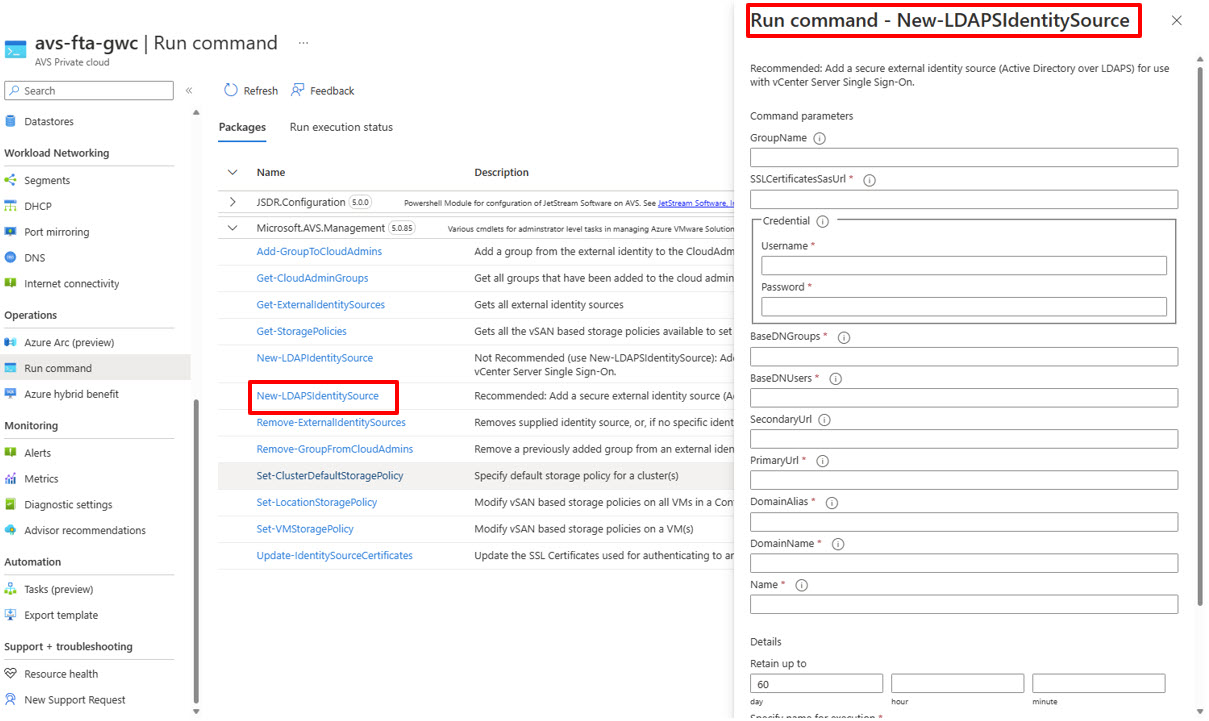 avs-fta-gwc | Run command ...
AVS Private cloud
Search
«
Datastores
Workload Networking
Segments
DHCP
Port mirroring
DNS
Internet connectivity
Operations
Azure Arc (preview)
Run command
Azure hybrid benefit
Monitoring
Alerts
Metrics
Diagnostic settings
Advisor recommendations
Automation
Tasks (preview)
Export template
Support + troubleshooting
Resource health
New Support Request
Refresh Feedback
Packages Run execution status
Name Description
JSDR.Configuration 5.0.0 Powershell Module for configuration of JetStream Software on AVS. See JetStream Software, In
Microsoft.AVS.Management 5.0.85 Various cmdlets for adminstrator level tasks in managing Azure VMware Solution
Add-GroupToCloudAdmins Add a group from the external identity to the CloudAdm
Get-CloudAdminGroups Get all groups that have been added to the cloud admin
Get-ExternalIdentitySources Gets all external identity sources
Get-StoragePolicies Gets all the vSAN based storage policies available to set
New-LDAPIdentitySource Not Recommended (use New-LDAPSIdentitySource): Add
vCenter Server Single Sign-On.
New-LDAPSIdentitySource Recommended: Add a secure external identity source (A
Remove-ExternalIdentitySources Removes supplied identity source, or, if no specific ident
Remove-GroupFromCloudAdmins Remove a previously added group from an external iden
Set-ClusterDefaultStoragePolicy Specify default storage policy for a cluster(s)
Set-LocationStoragePolicy Modify vSAN based storage policies on all VMs in a Con
Set-VMStoragePolicy Modify vSAN based storage policies on a VM(s)
Update-IdentitySourceCertificates Update the SSL Certificates used for authenticating to an
Run command - New-LDAPSIdentitySource
Recommended: Add a secure external identity source (Active Directory over LDAPS) for use
with vCenter Server Single Sign-On.
Command parameters
GroupName
SSLCertificatesSasUrl *
Credential
Username *
Password *
BaseDNGroups *
BaseDNUsers *
SecondaryUrl
PrimaryUrl *
DomainAlias *
DomainName *
Name *
Details
Retain up to
60
day hour minute
Specify name for execution *